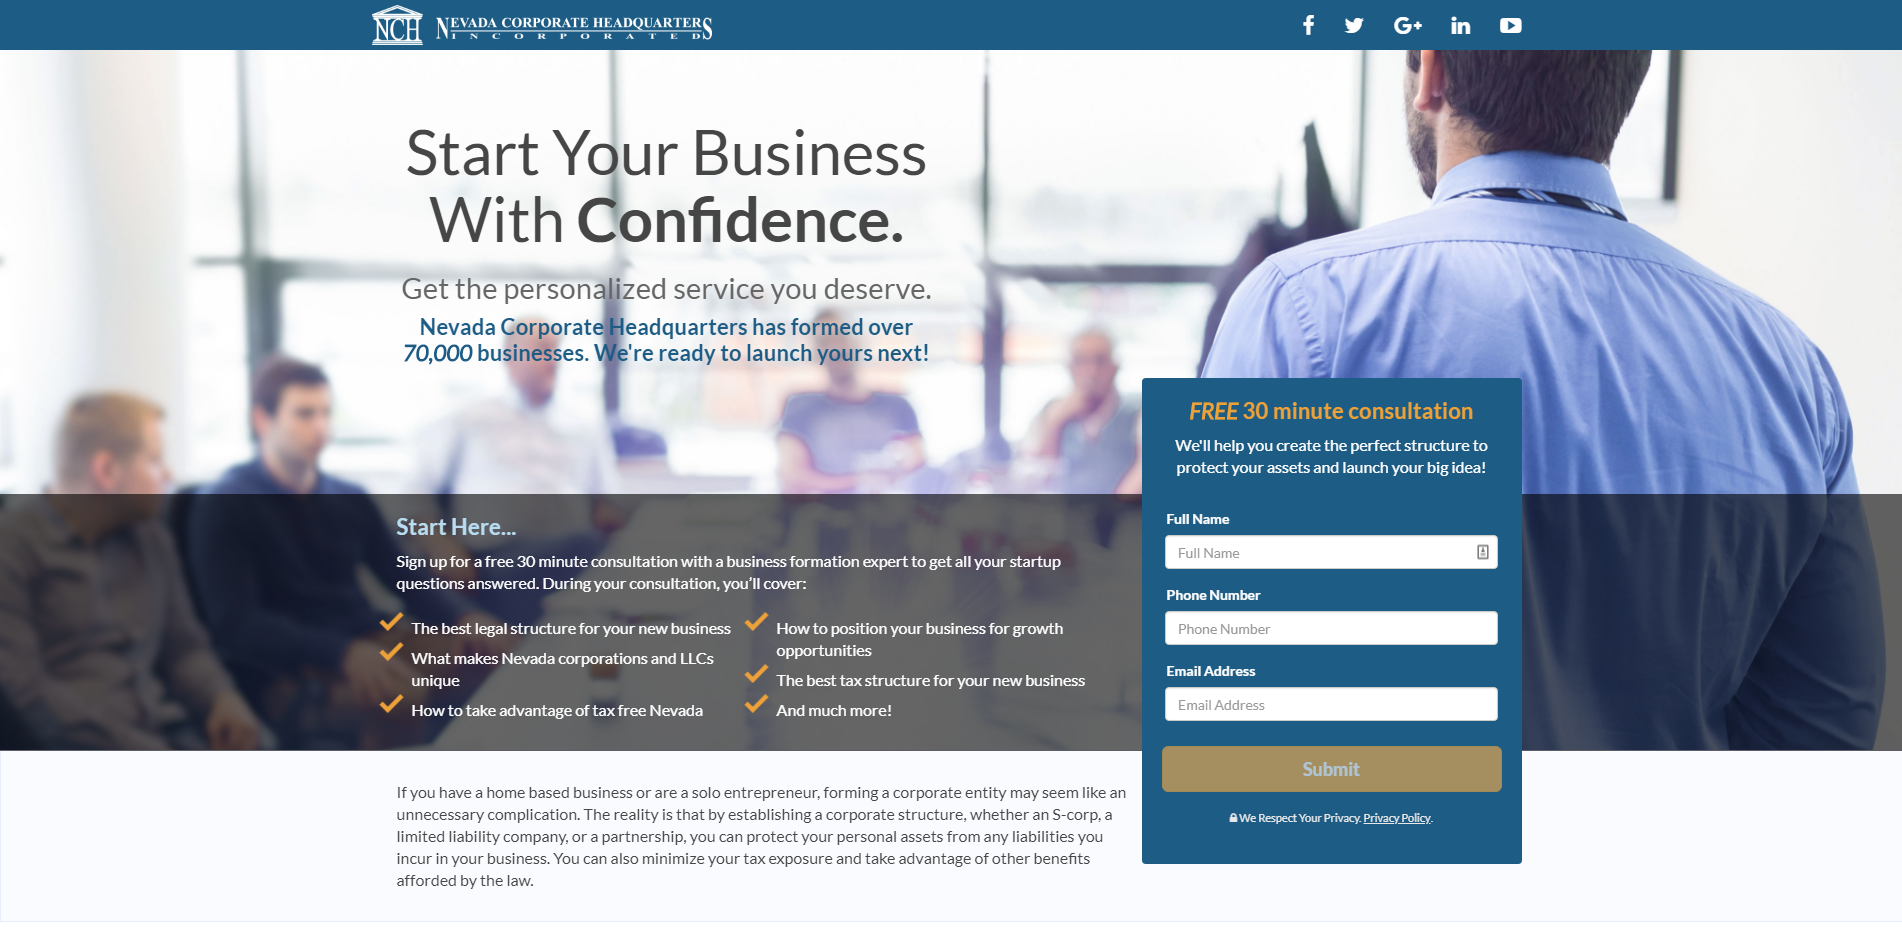 NCH NEVADA CORPORATE HEADQUARTERS
INCORPORATED
Start Your Business
With Confidence.
Get the personalized service you deserve.
Nevada Corporate Headquarters has formed over
70,000 businesses. We're ready to launch yours next!
FREE 30 minute consultation
We'll help you create the perfect structure to
protect your assets and launch your big idea!
Full Name
Full Name
Phone Number
Phone Number
Email Address
Email Address
Submit
We Respect Your Privacy. Privacy Policy.
Start Here...
Sign up for a free 30 minute consultation with a business formation expert to get all your startup
questions answered. During your consultation, you'll cover:
The best legal structure for your new business
What makes Nevada corporations and LLCs
unique
How to take advantage of tax free Nevada
How to position your business for growth
opportunities
The best tax structure for your new business
And much more!
If you have a home based business or are a solo entrepreneur, forming a corporate entity may seem like an
unnecessary complication. The reality is that by establishing a corporate structure, whether an S-corp, a
limited liability company, or a partnership, you can protect your personal assets from any liabilities you
incur in your business. You can also minimize your tax exposure and take advantage of other benefits
afforded by the law.